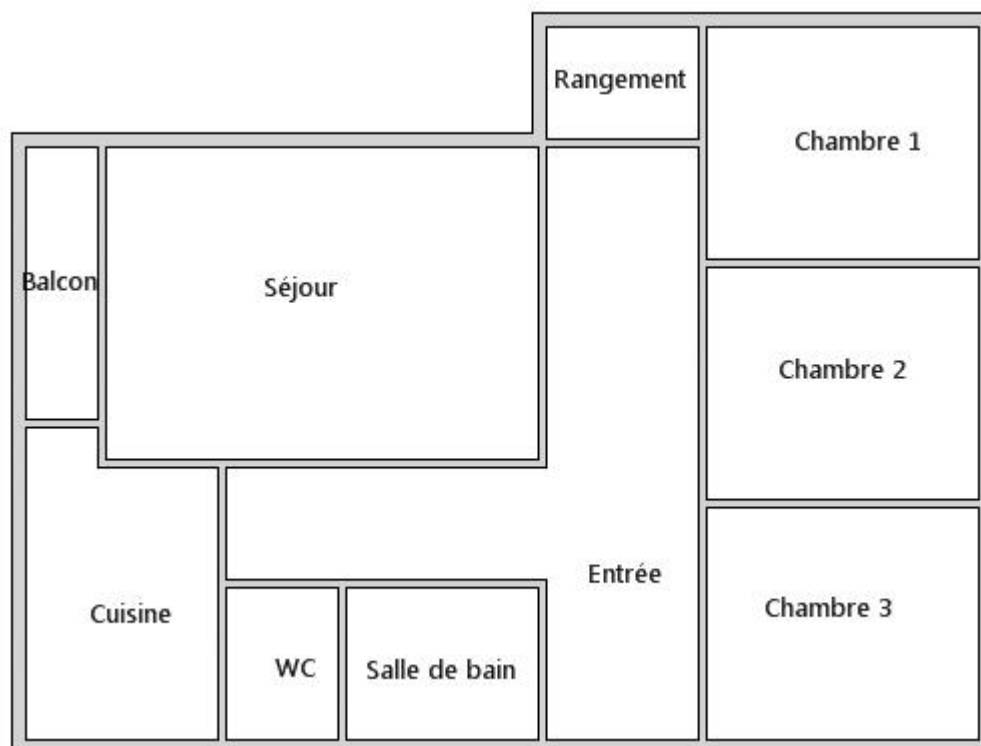 Rangement
Chambre 1
Balcon
Séjour
Chambre 2
Entrée
Chambre 3
Cuisine
WC
Salle de bain